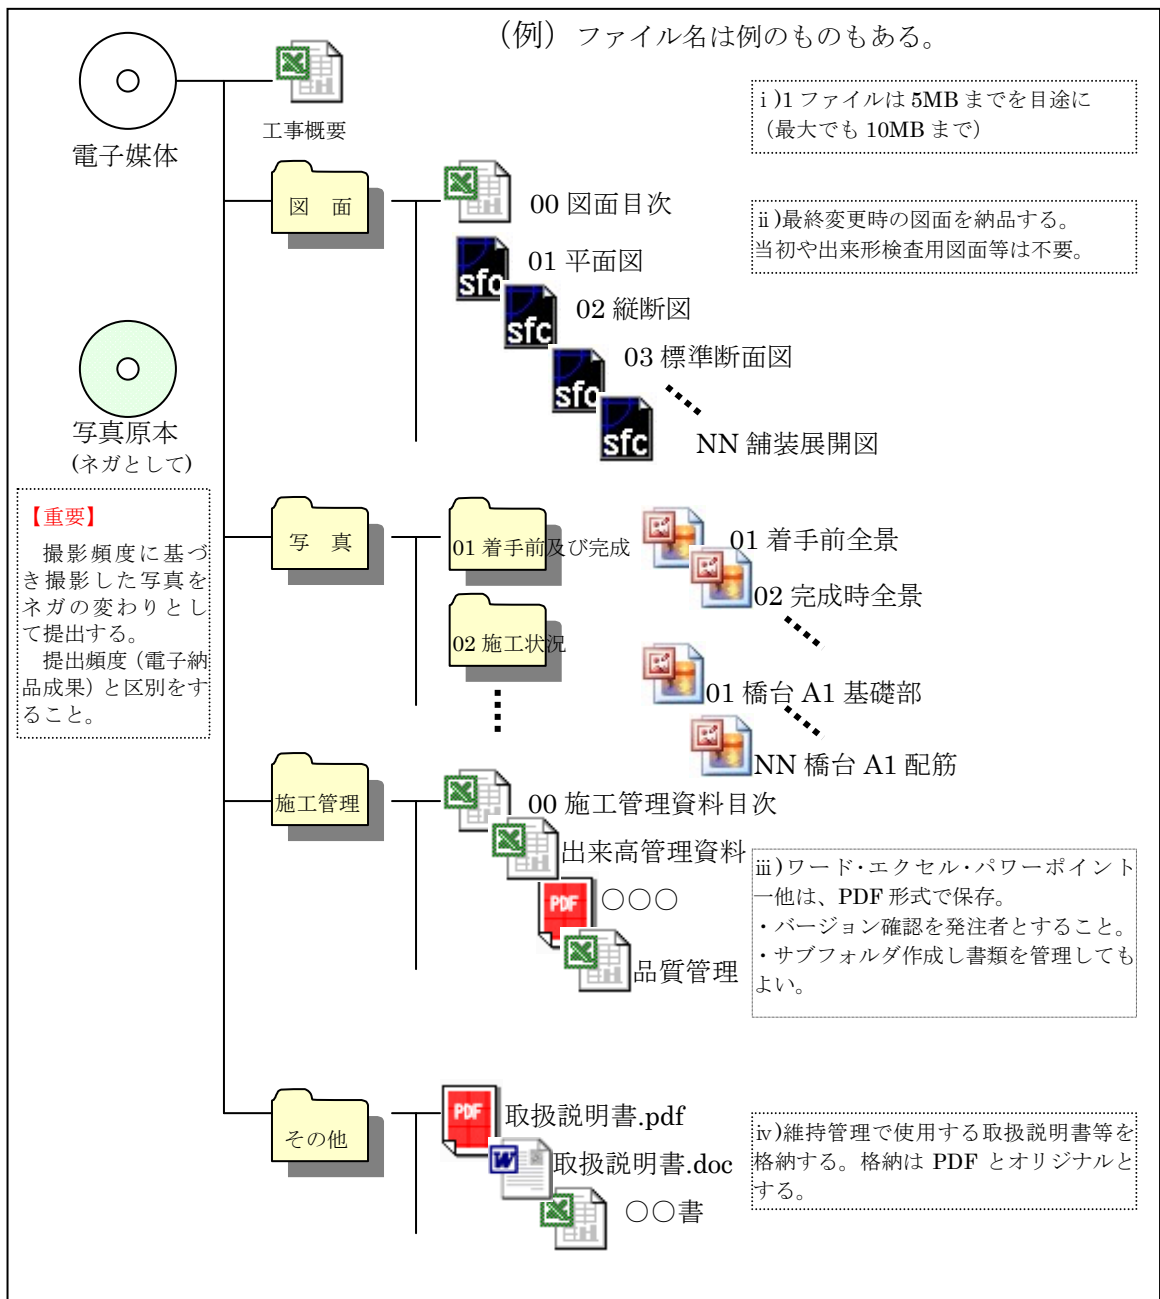 （例）ファイル名は例のものもある。
工事概要
電子媒体
ⅰ)1 ファイルは 5MB までを目途に
（最大でも 10MB まで）
図　面
00 図面目次
ⅱ)最終変更時の図面を納品する。
当初や出来形検査用図面等は不要。
sfc
01 平面図
sfc
02 縦断図
sfc
03 標準断面図
sfc
NN 舗装展開図
写真原本
(ネガとして)
【重要】
撮影頻度に基づ
き撮影した写真を
ネガの変わりとし
て提出する。
提出頻度（電子納
品成果）と区別をす
ること。
写　真
01 着手前及び完成
01 着手前全景
02 完成時全景
02 施工状況
01 橋台 A1 基礎部
NN 橋台 A1 配筋
施工管理
00 施工管理資料目次
出来高管理資料
PDF
○○○
品質管理
ⅲ)ワード・エクセル・パワーポイント
ー他は、PDF 形式で保存。
・バージョン確認を発注者とすること。
・サブフォルダ作成し書類を管理しても
よい。
その他
PDF
取扱説明書.pdf
W
取扱説明書.doc
○○書
ⅳ)維持管理で使用する取扱説明書等を
格納する。格納は PDF とオリジナルと
する。